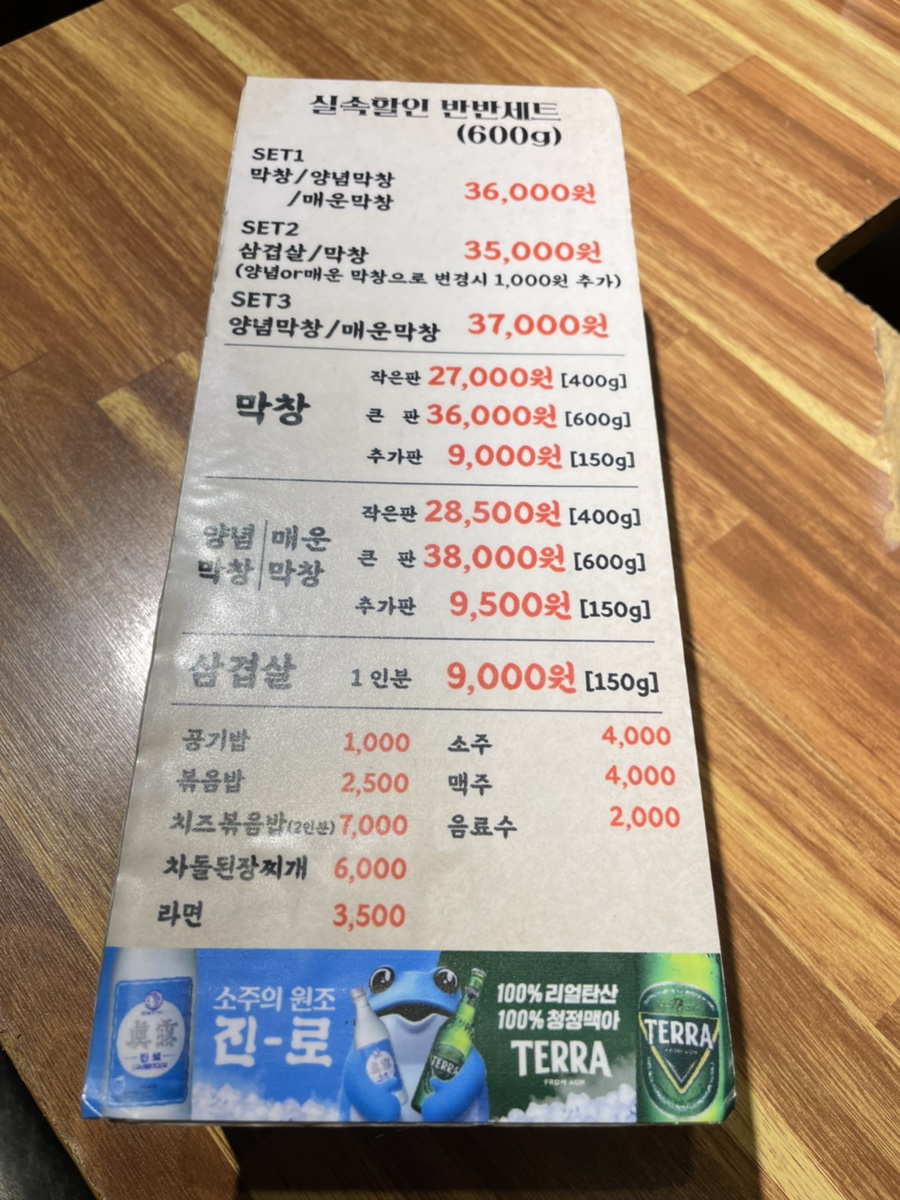 실속할인 반반세트
(600g)
SET1
막창/양념막창
/매운막창 36,000원
SET2
삼겹살/막창 35,000원
(양념or매운 막창으로 변경시 1,000원 추가)
SET3
양념막창/매운막창 37,000원
막창
작은판 27,000원 [400g]
큰 판 36,000원 [600g]
추가판 9,000원 [150g]
양념 막창 | 매운 막창
작은판 28,500원 [400g]
큰 판 38,000원 [600g]
추가판 9,500원 [150g]
삼겹살 1인분 9,000원 [150g]
공기밥 1,000
볶음밥 2,500
치즈볶음밥(2인분) 7,000
차돌된장찌개 6,000
라면 3,500
소주 4,000
맥주 4,000
음료수 2,000
眞露
진로
소주의 원조
진-로
TERRA
100% 리얼탄산
100% 청정맥아
TERRA
FROM AGM
TERRA